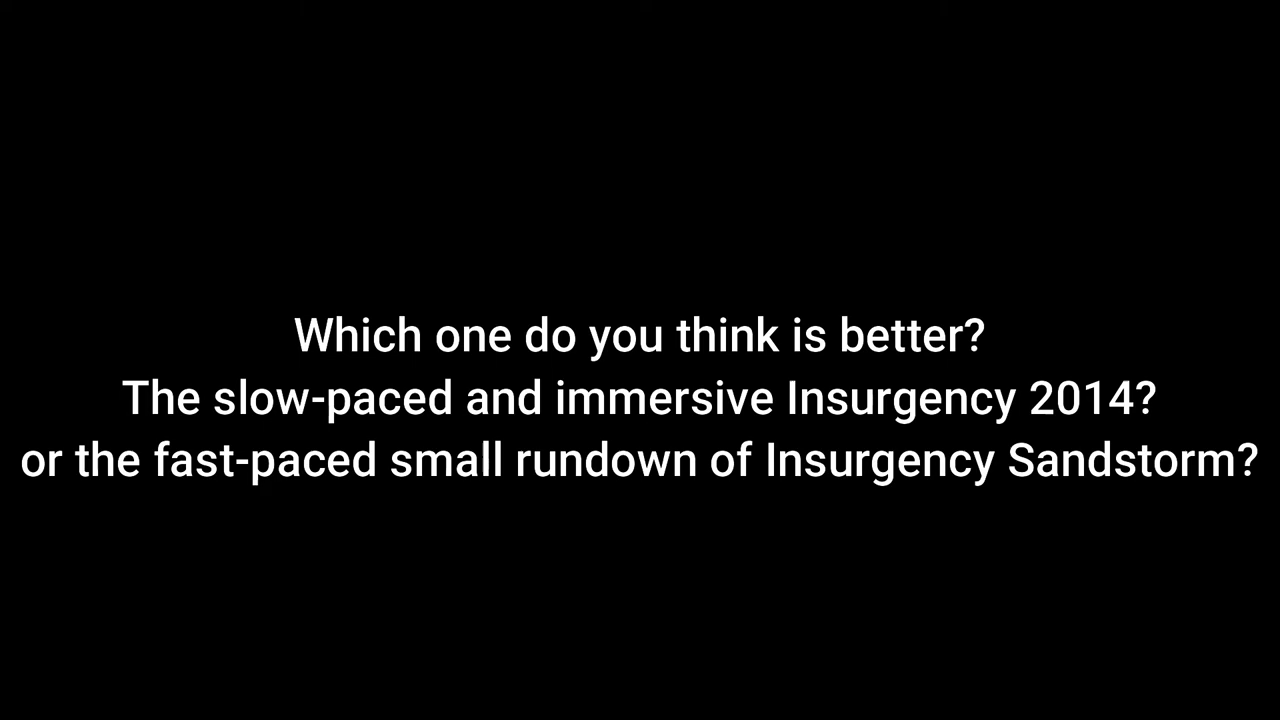 Which one do you think is better?
The slow-paced and immersive Insurgency 2014?
or the fast-paced small rundown of Insurgency Sandstorm?